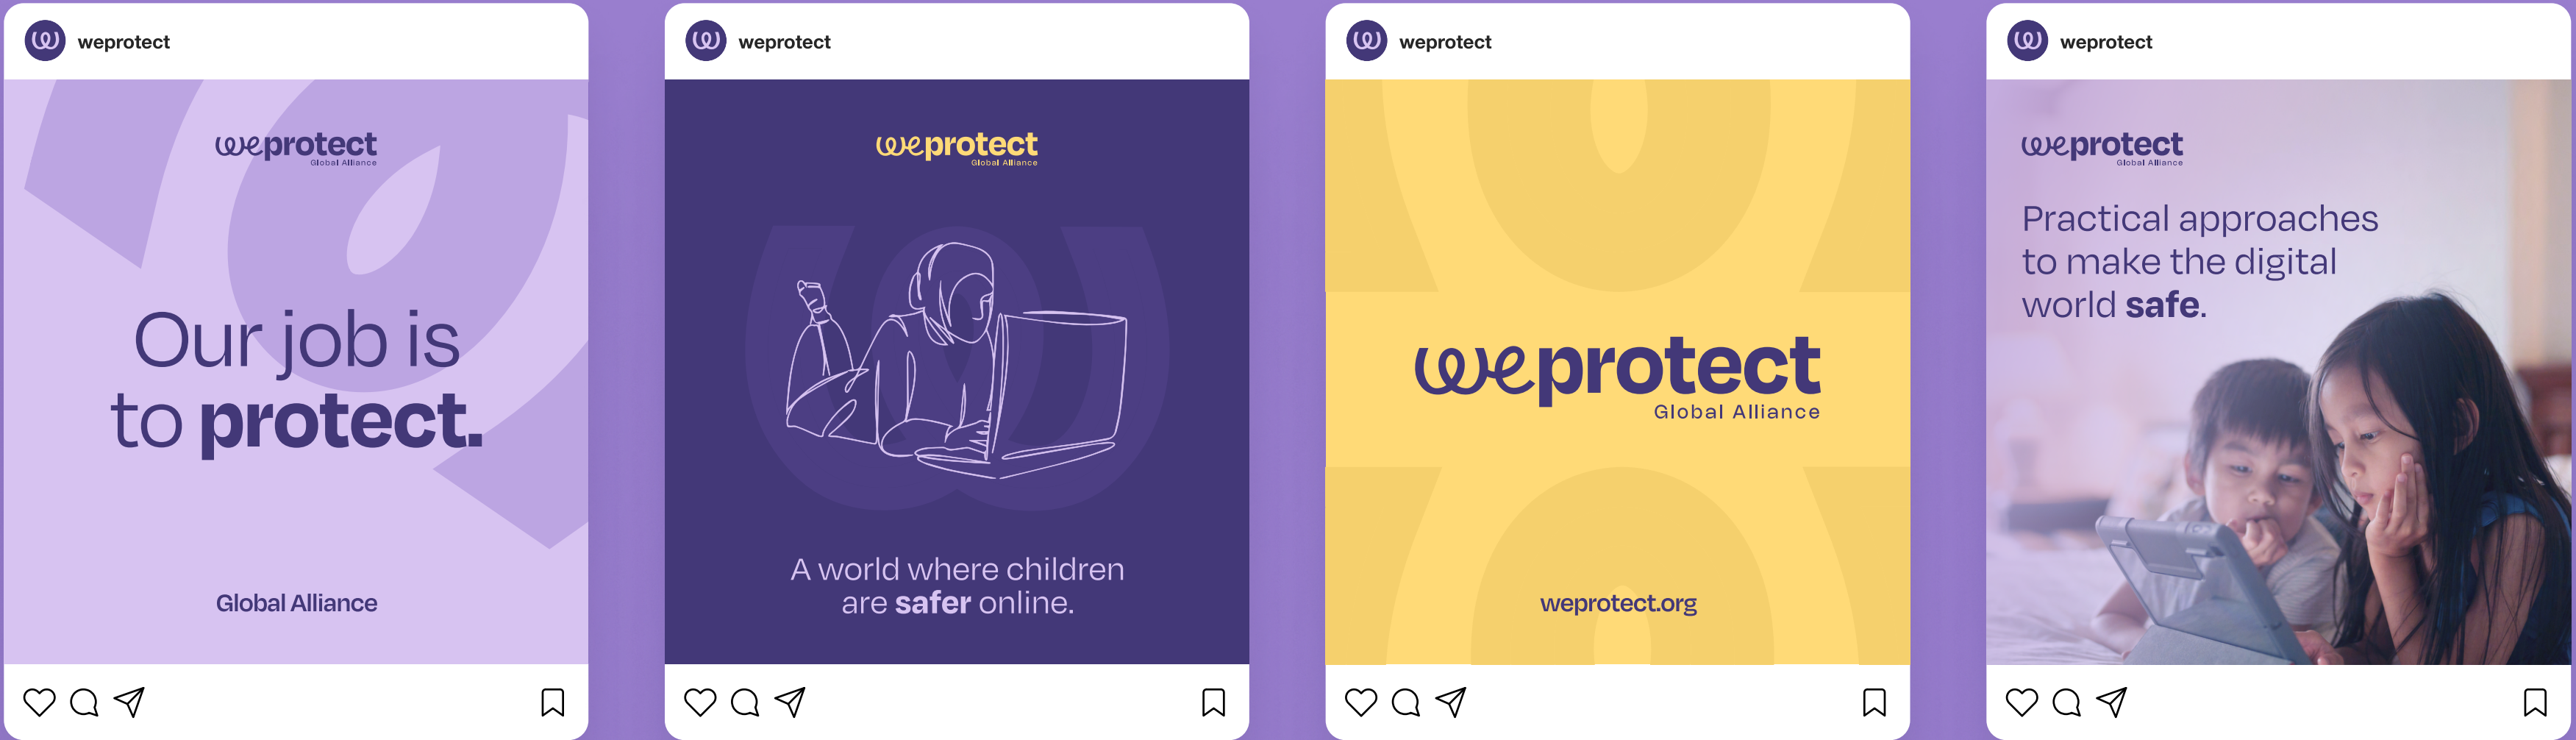 weprotect
weprotect
Global Alliance
Our job is
to protect.
Global Alliance
weprotect
weprotect
Global Alliance
A world where children
are safer online.
weprotect
weprotect
Global Alliance
weprotect.org
weprotect
weprotect
Global Alliance
Practical approaches
to make the digital
world safe.